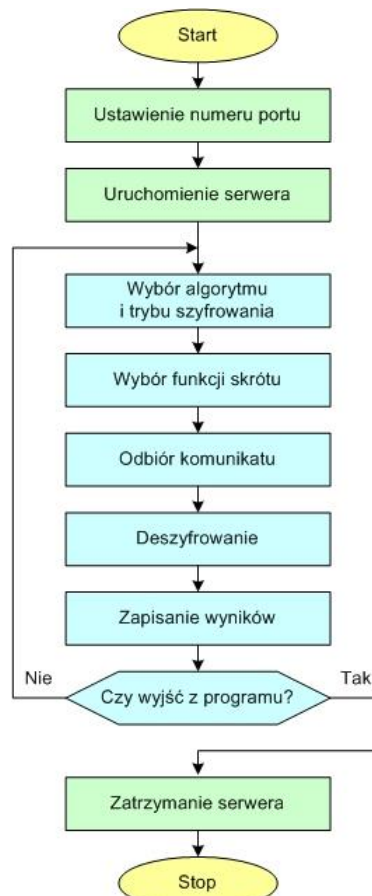 Start
Ustawienie numeru portu
Uruchomienie serwera
Wybór algorytmu
i trybu szyfrowania
Wybór funkcji skrótu
Odbiór komunikatu
Deszyfrowanie
Zapisanie wyników
Nie
Czy wyjść z programu?
Tak
Zatrzymanie serwera
Stop